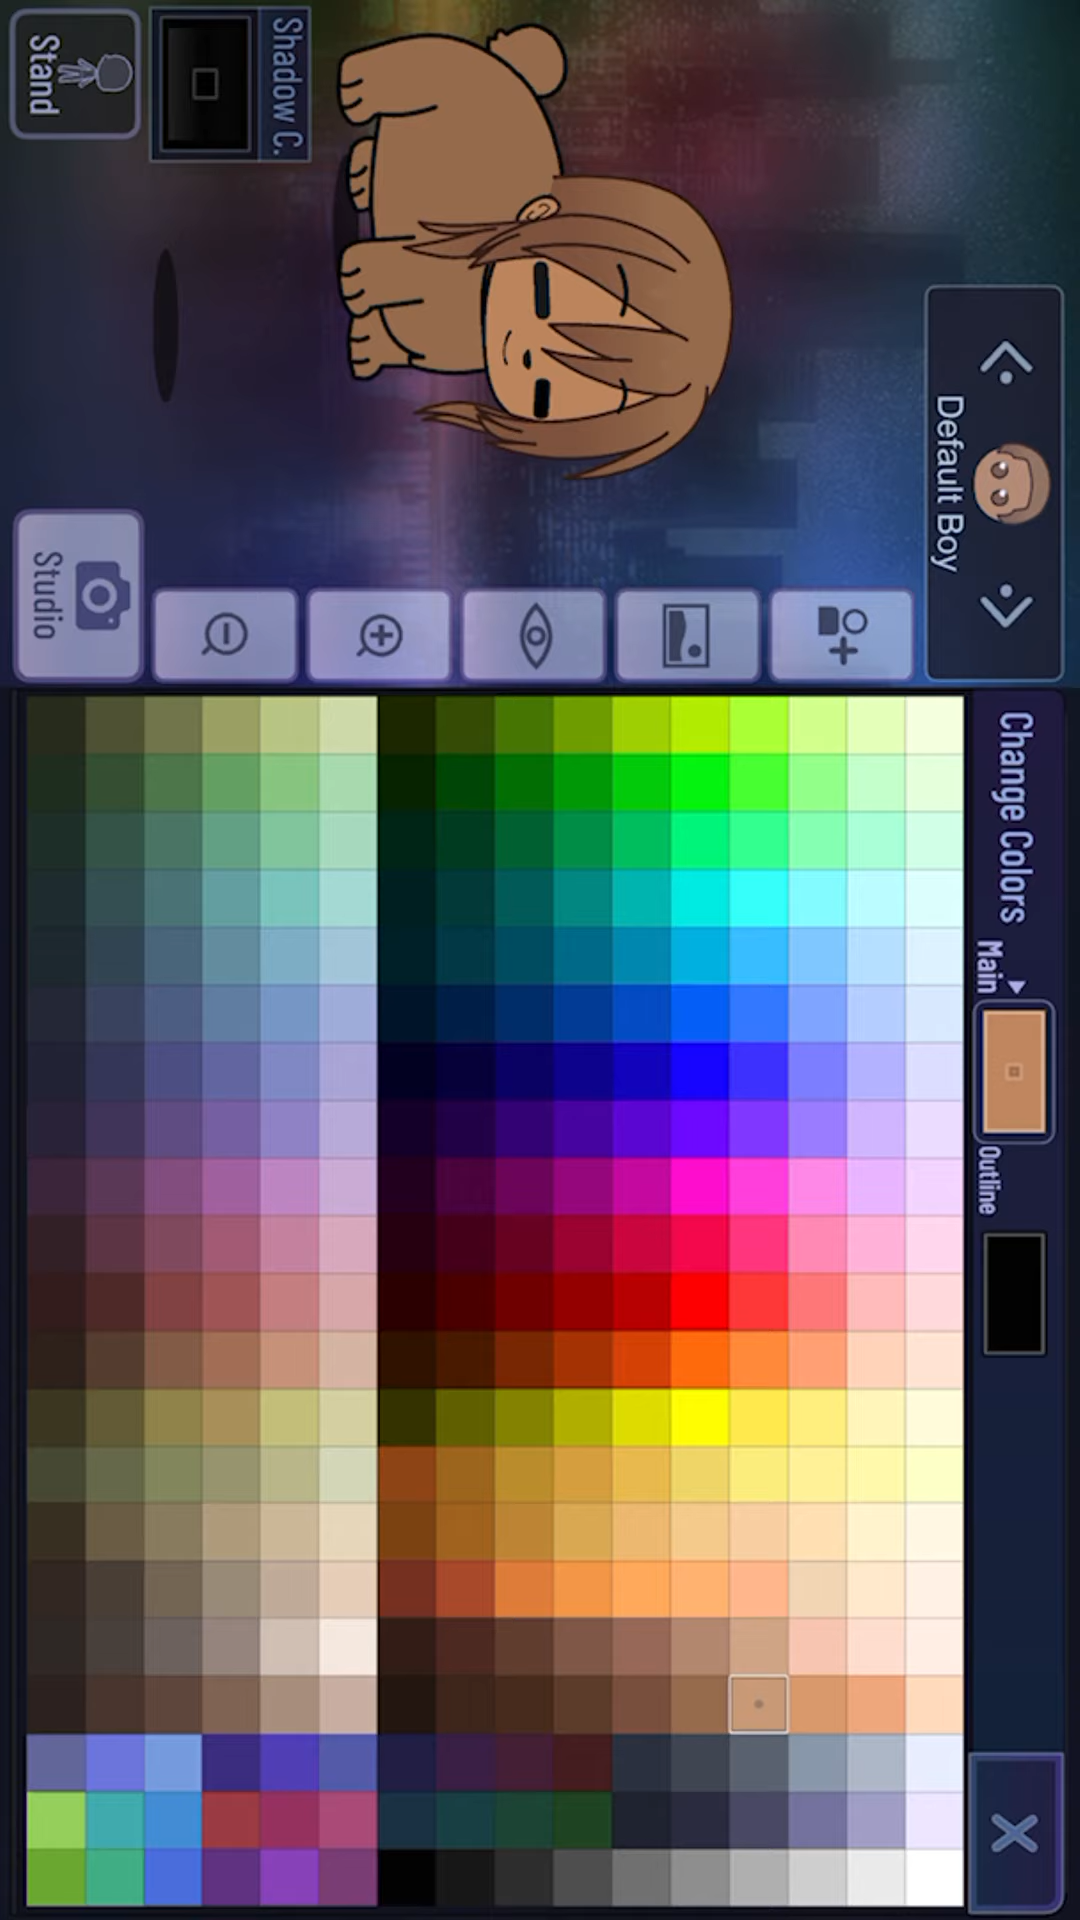 Default Boy
Shadow C.
Stand
Studio
Change Colors
Main
Outline
X